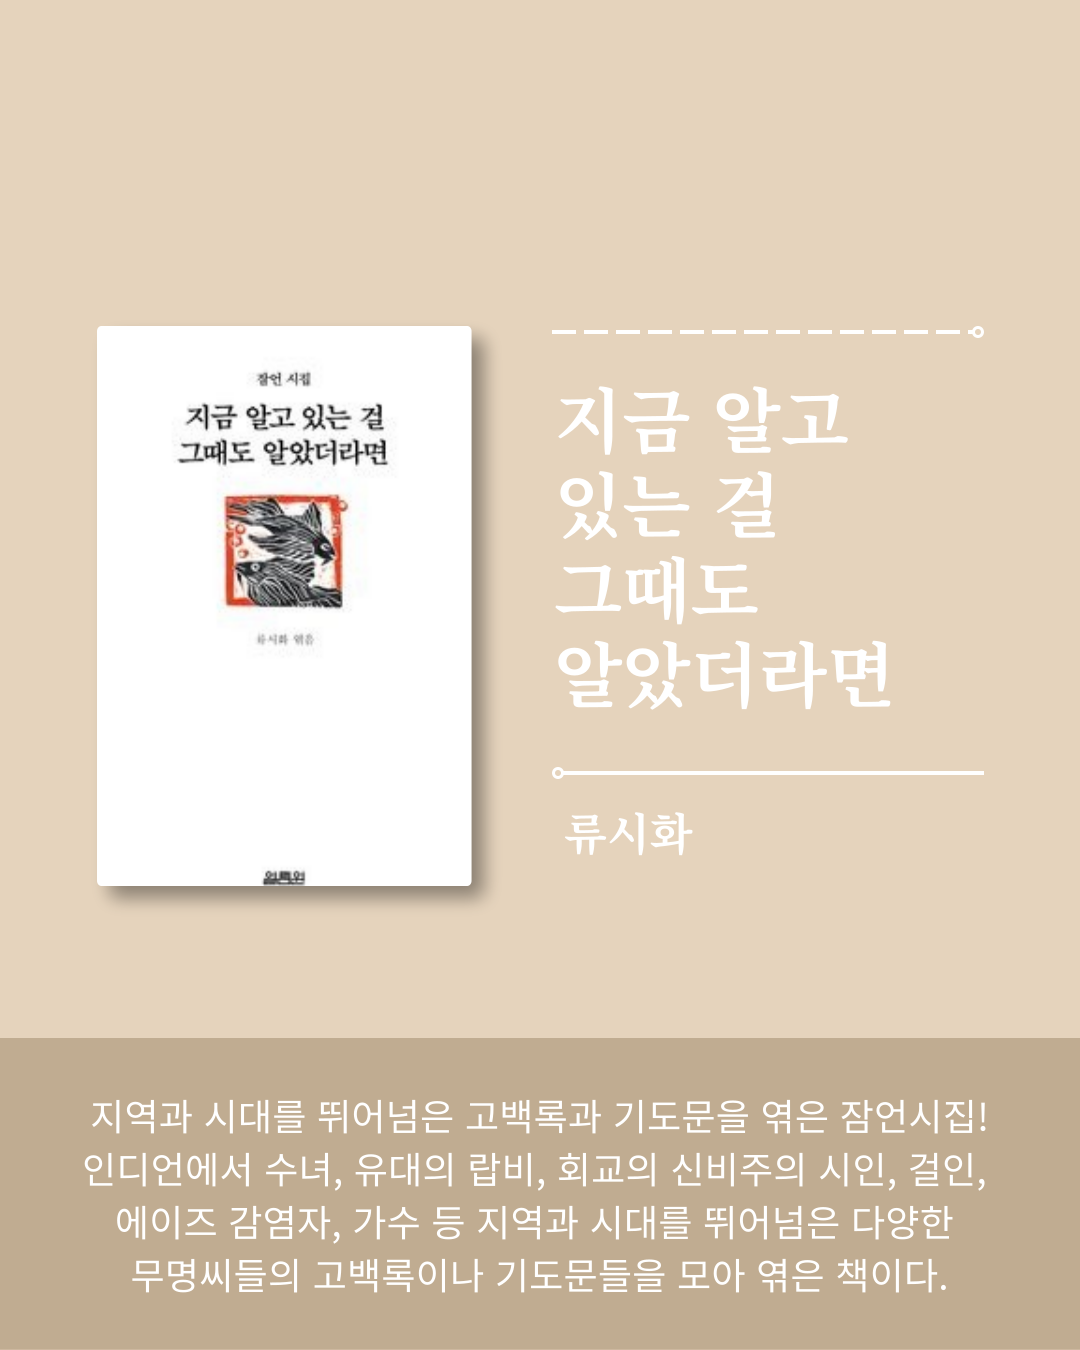 잠언 시집
지금 알고 있는 걸
그때도 알았더라면
류시화 엮음
지금 알고
있는 걸
그때도
알았더라면
류시화
지역과 시대를 뛰어넘은 고백록과 기도문을 엮은 잠언시집!
인디언에서 수녀, 유대의 랍비, 회교의 신비주의 시인, 걸인,
에이즈 감염자, 가수 등 지역과 시대를 뛰어넘은 다양한
무명씨들의 고백록이나 기도문들을 모아 엮은 책이다.